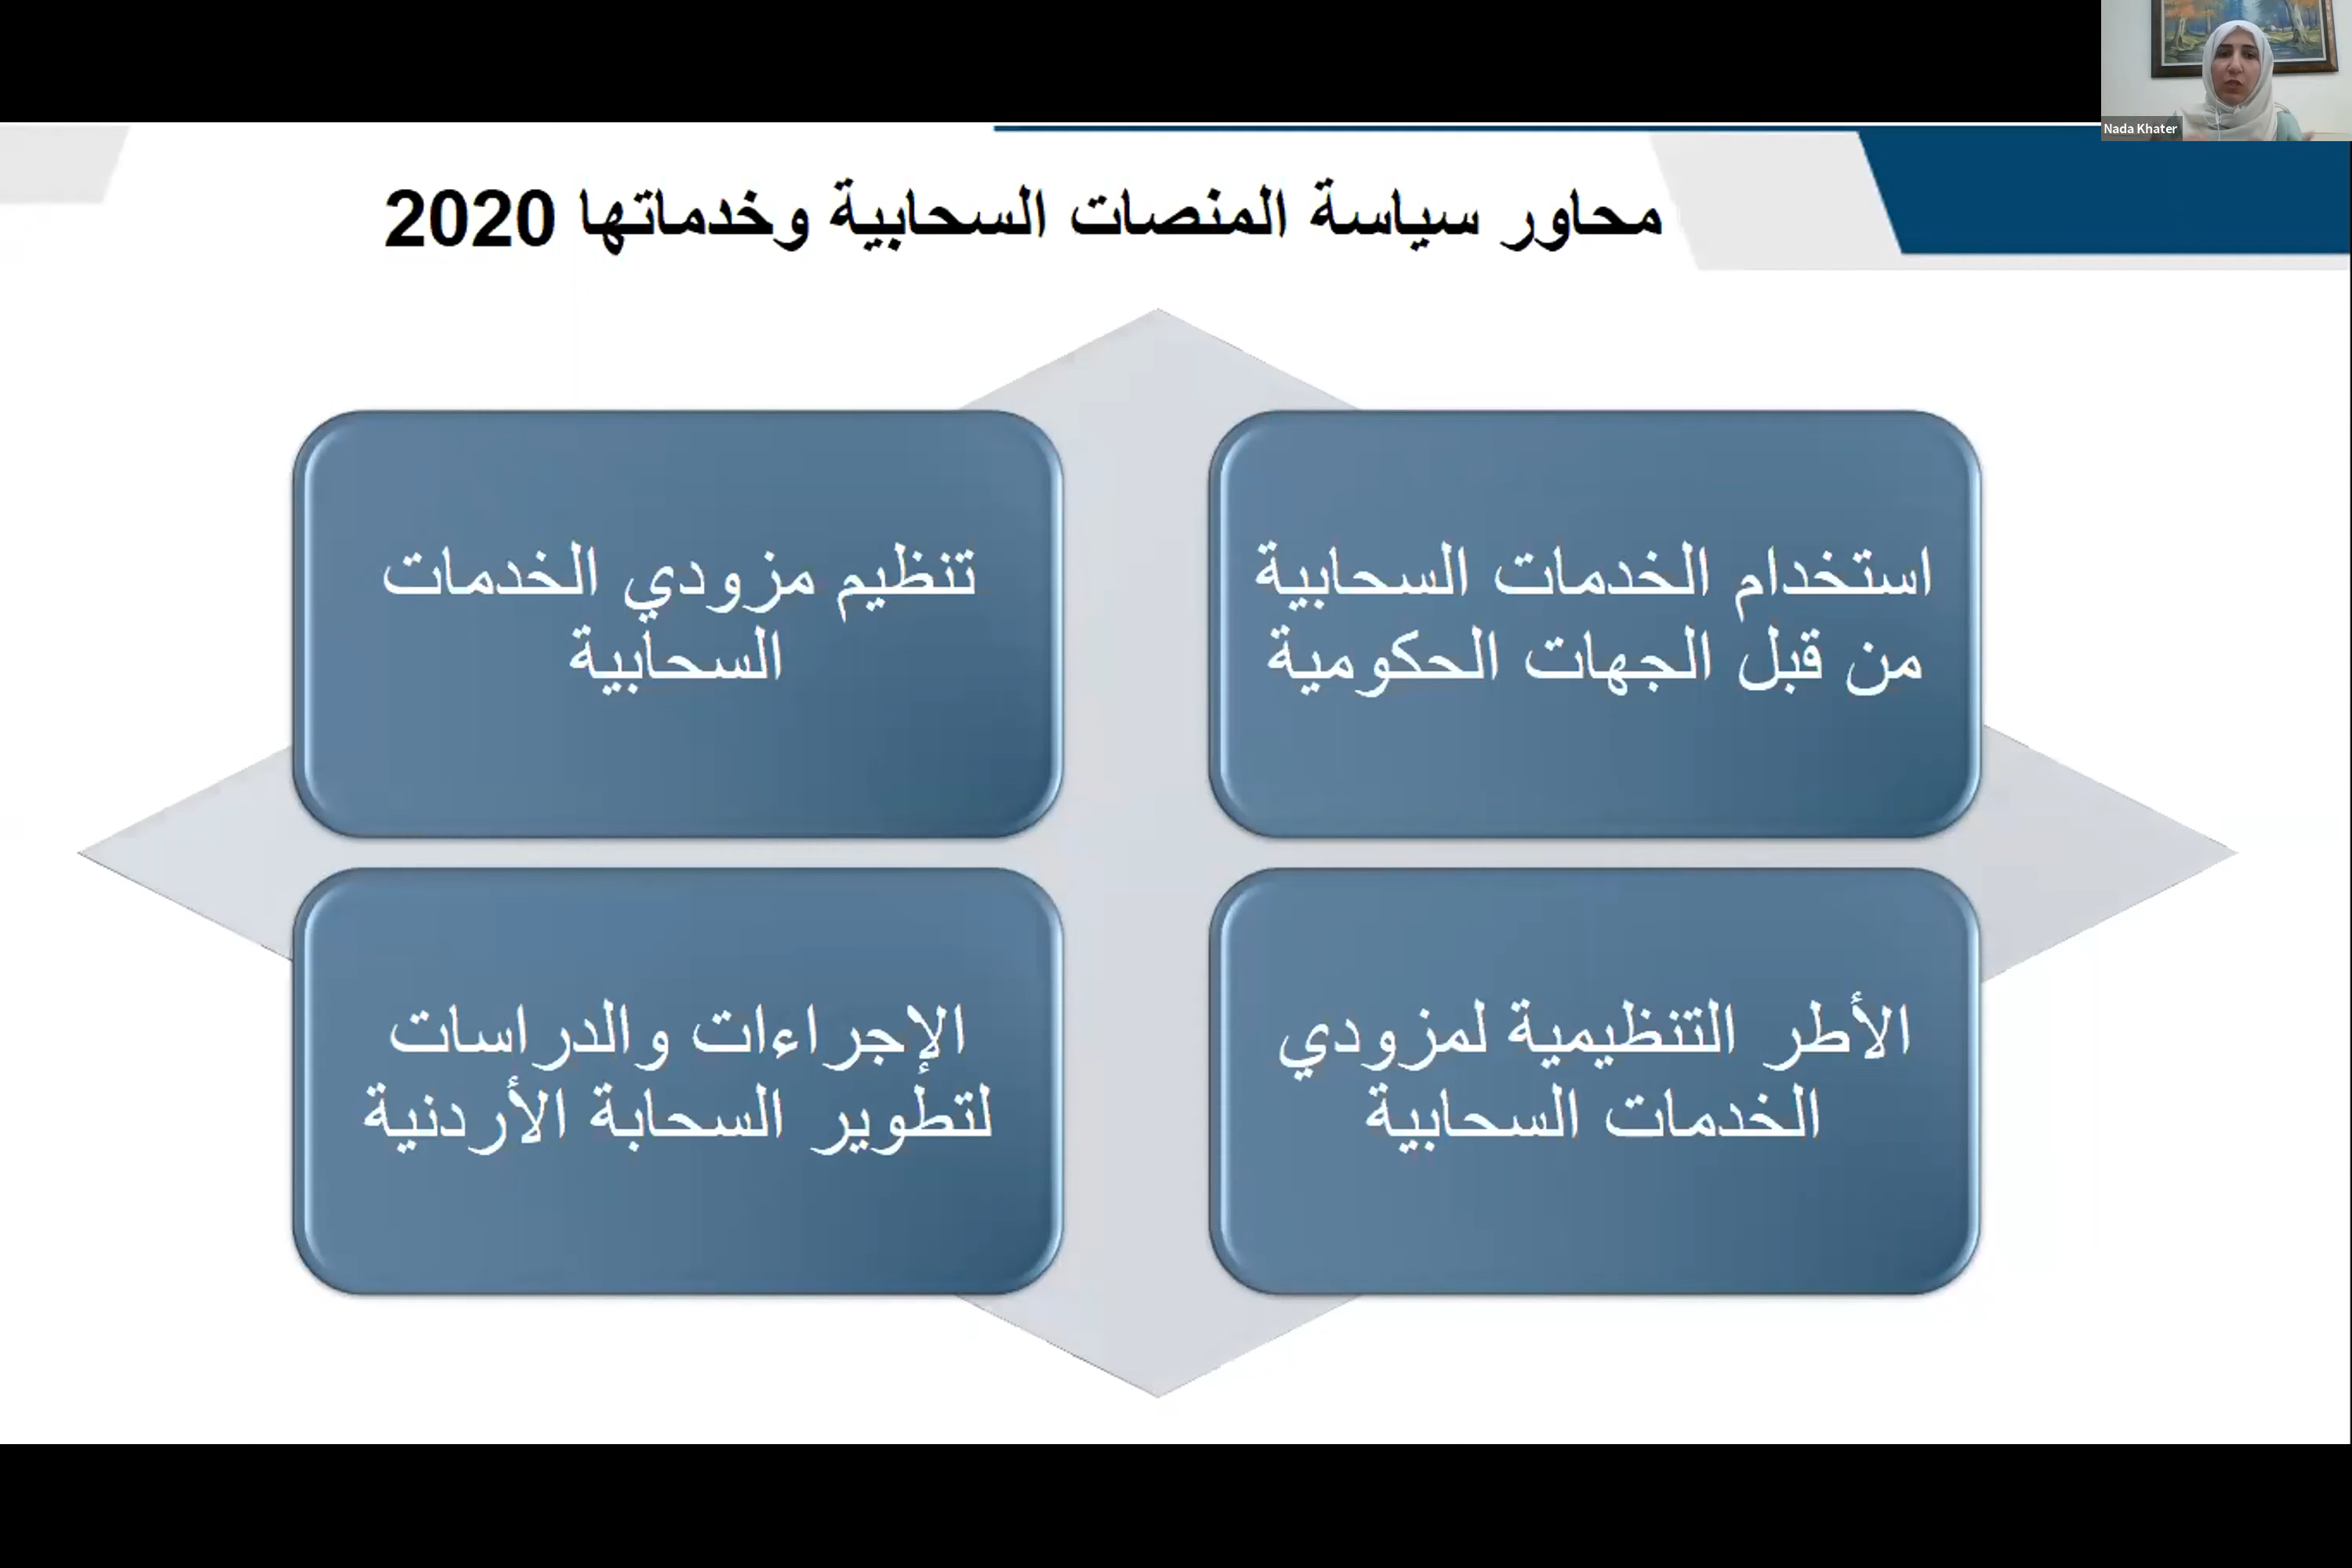 Nada Khater
محاور سياسة المنصات السحابية وخدماتها 2020
استخدام الخدمات السحابية
من قبل الجهات الحكومية
تنظيم مزودي الخدمات
السحابية
الأطر التنظيمية لمزودي
الخدمات السحابية
الإجراءات والدراسات
لتطوير السحابة الأردنية